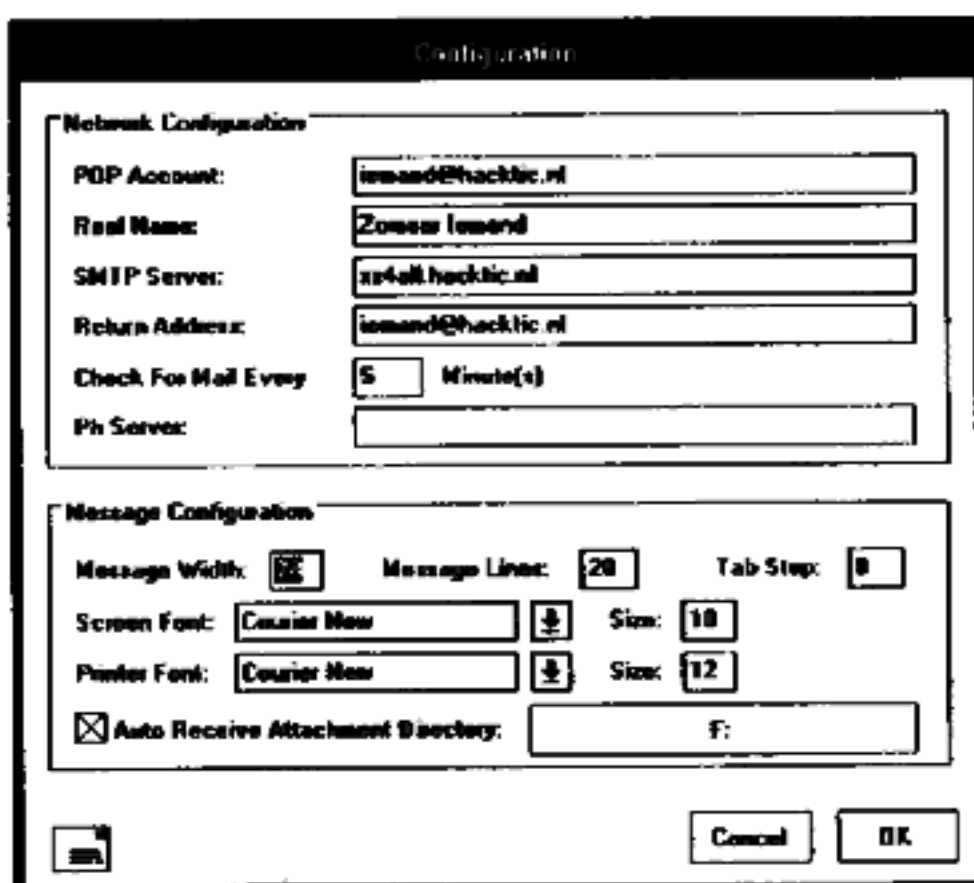 Configuration
Network Configuration
POP Account: iemand@hacktic.nl
Real Name: Zomaar Iemand
SMTP Server: xs4all.hacktic.nl
Return Address: iemand@hacktic.nl
Check For Mail Every 5 Minute(s)
Ph Server:
Message Configuration
Message Width: Message Lines: 20 Tab Stop: 8
Screen Font: Courier New Size: 10
Printer Font: Courier New Size: 12
Auto Receive Attachment Directory: F:
Cancel OK